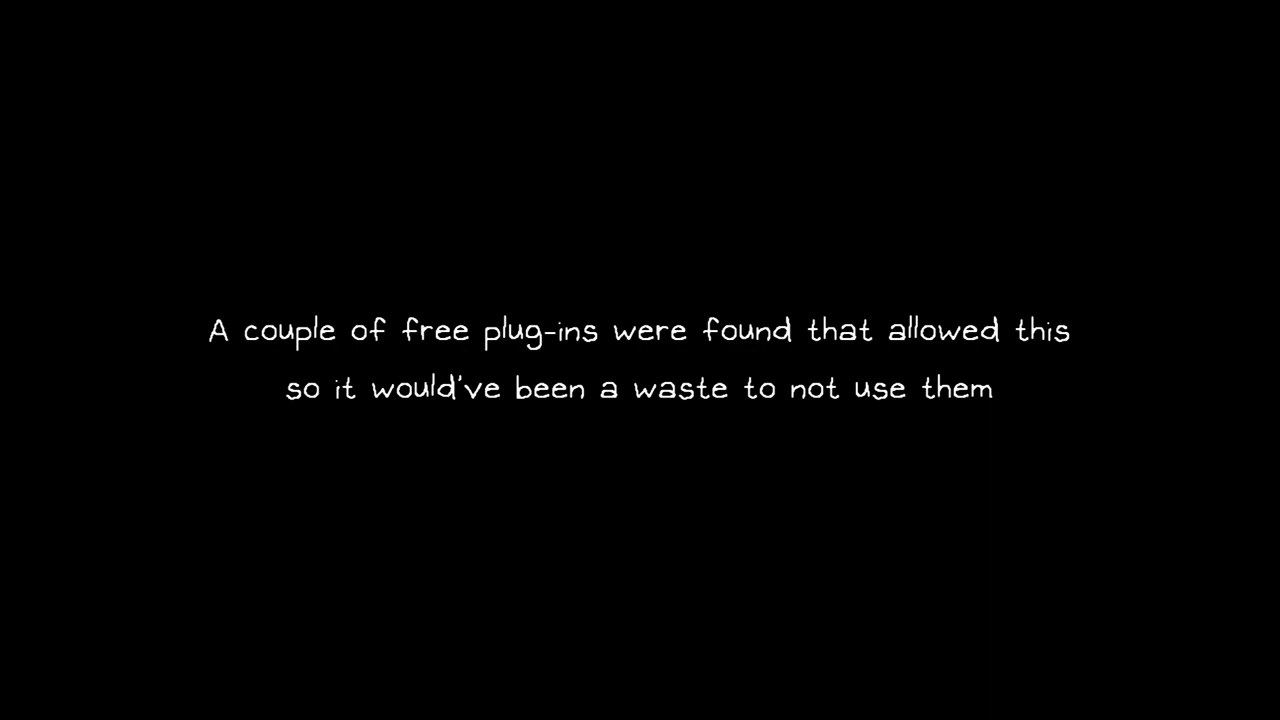 A couple of free plug-ins were found that allowed this
so it would've been a waste to not use them